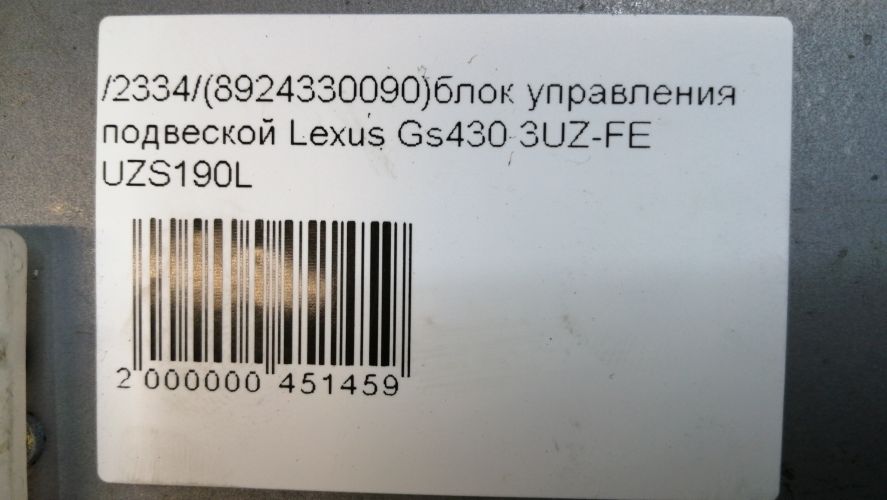 /2334/(8924330090)блок управления
подвеской Lexus Gs430 3UZ-FE
UZS190L
2 000000 451459